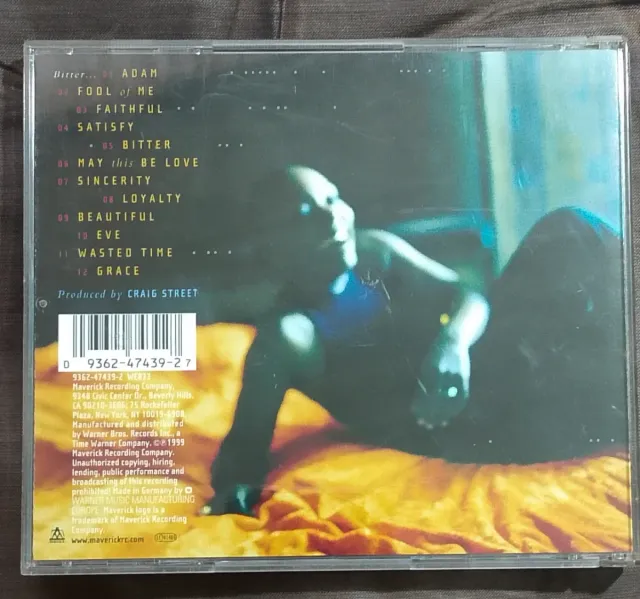 Bitter... 01 ADAM
02 FOOL of ME
03 FAITHFUL
04 SATISFY
05 BITTER
06 MAY this BE LOVE
07 SINCERITY
08 LOYALTY
09 BEAUTIFUL
10 EVE
11 WASTED TIME
12 GRACE
Produced by CRAIG STREET
0 9362-47439-2 7
9362-47439-2 WE833
Maverick Recording Company,
9348 Civic Center Dr., Beverly Hills,
CA 90210-3606; 75 Rockefeller
Plaza, New York, NY 10019-6908.
Manufactured and distributed
by Warner Bros. Records Inc., a
Time Warner Company. ©℗1999
Maverick Recording Company.
Unauthorized copying, hiring,
lending, public performance and
broadcasting of this recording
prohibited! Made in Germany by
WARNER MUSIC MANUFACTURING
EUROPE. Maverick logo is a
trademark of Maverick Recording
Company.
www.maverickrc.com